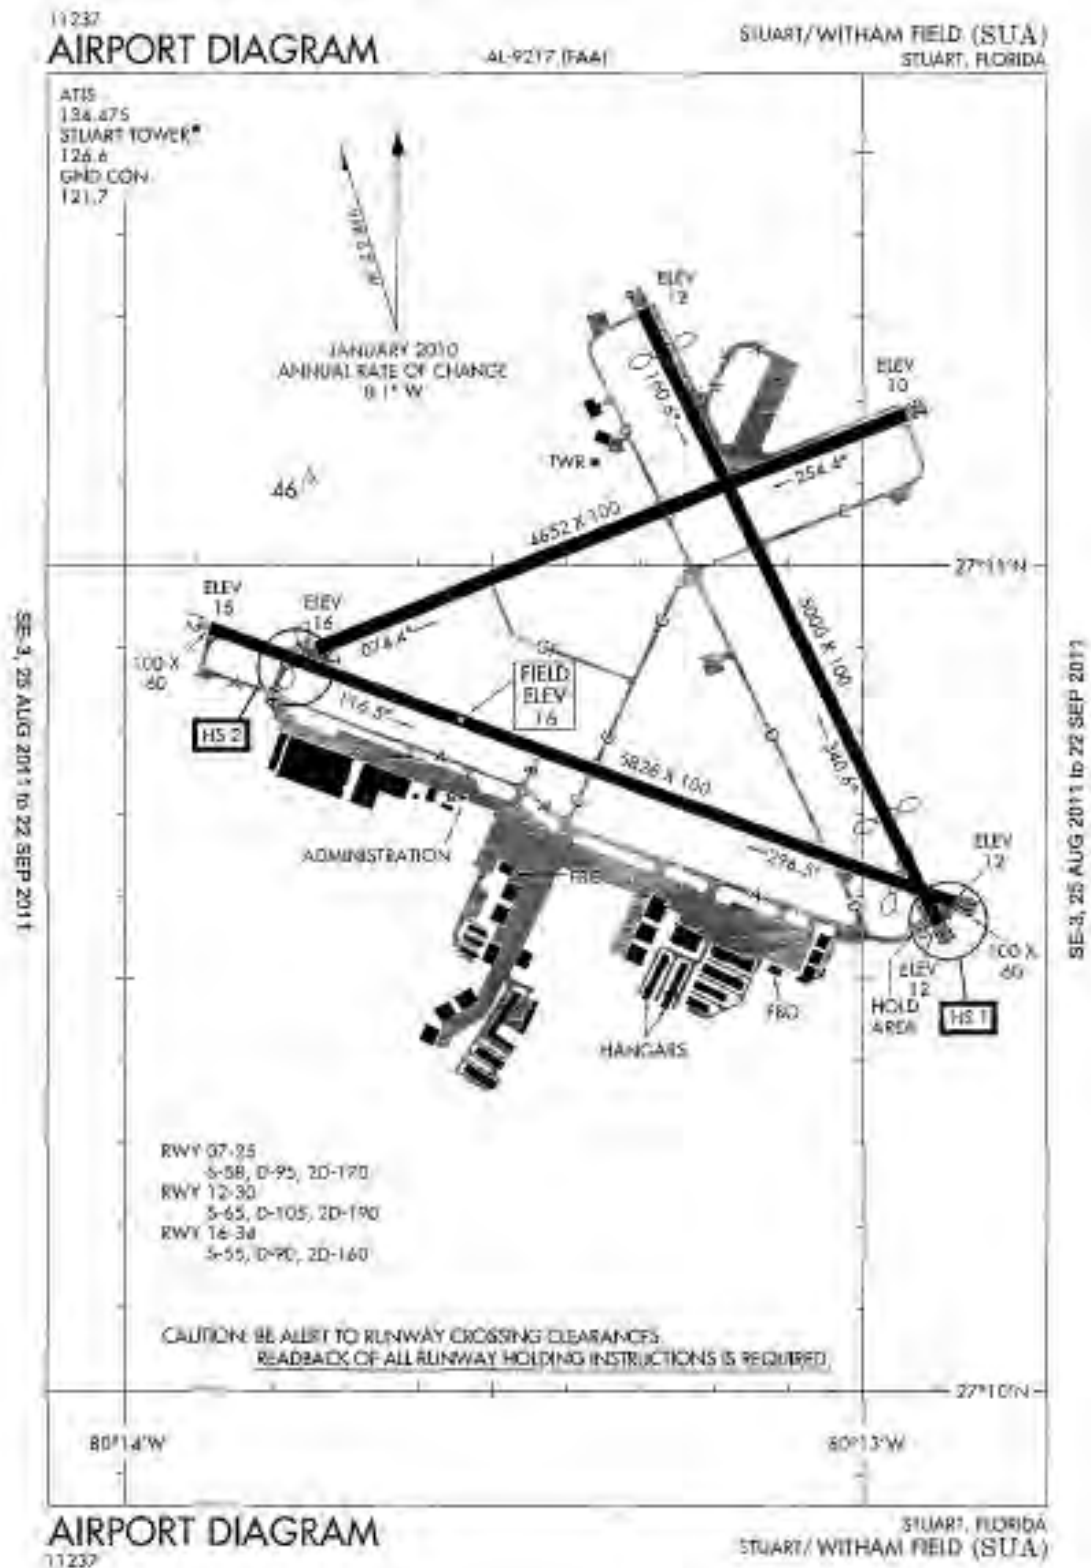 11237
AIRPORT DIAGRAM
AL-9217 (FAA)
STUART/WITHAM FIELD (SUA)
STUART, FLORIDA
ATIS
134.475
STUART TOWER*
126.6
GND CON
121.7
JANUARY 2010
ANNUAL RATE OF CHANGE
0.1° W
ELEV
12
ELEV
10
160.6°
TWR
254.4°
46
4652 X 100
27°11'N
ELEV
15
ELEV
16
074.4°
5000 X 100
C
100 X
60
FIELD
ELEV
16
116.5°
HS 2
5826 X 100
340.6°
A
C
ADMINISTRATION
296.5°
ELEV
12
FBO
A
100 X
60
ELEV
12
HOLD
AREA
HS 1
FBO
HANGARS
RWY 07-25
S-58, D-95, 2D-170
RWY 12-30
S-65, D-105, 2D-190
RWY 16-34
S-55, D-90, 2D-160
CAUTION: BE ALERT TO RUNWAY CROSSING CLEARANCES.
READBACK OF ALL RUNWAY HOLDING INSTRUCTIONS IS REQUIRED.
27°10'N
80°14'W
80°13'W
SE-3, 25 AUG 2011 to 22 SEP 2011
SE-3, 25 AUG 2011 to 22 SEP 2011
AIRPORT DIAGRAM
11237
STUART, FLORIDA
STUART/WITHAM FIELD (SUA)